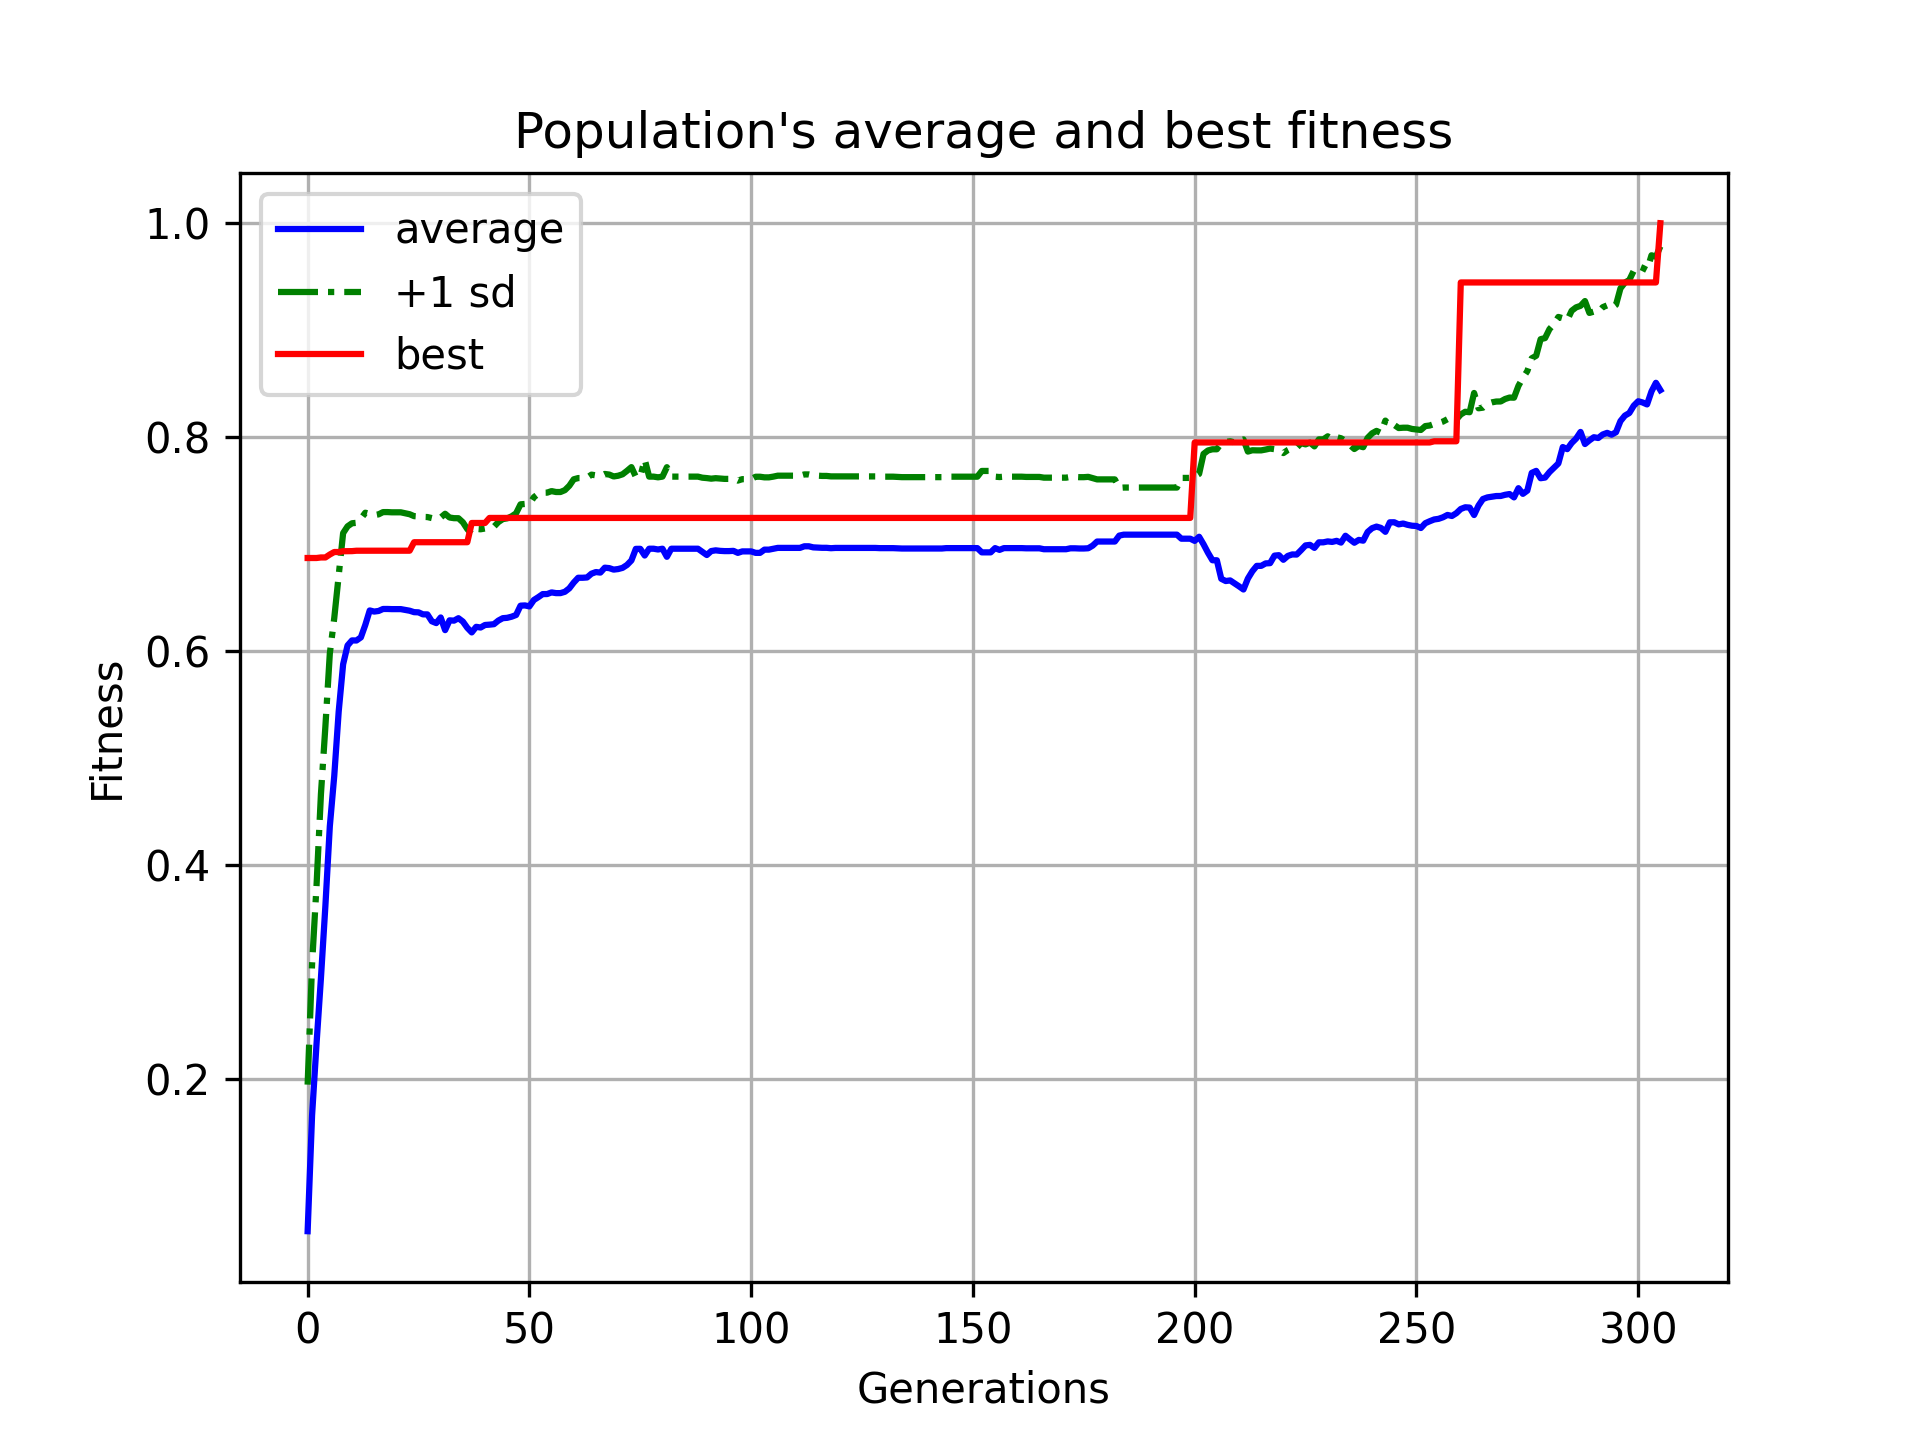 Population's average and best fitness
average
+1 sd
best
1.0
0.8
0.6
0.4
0.2
Fitness
0 50 100 150 200 250 300
Generations